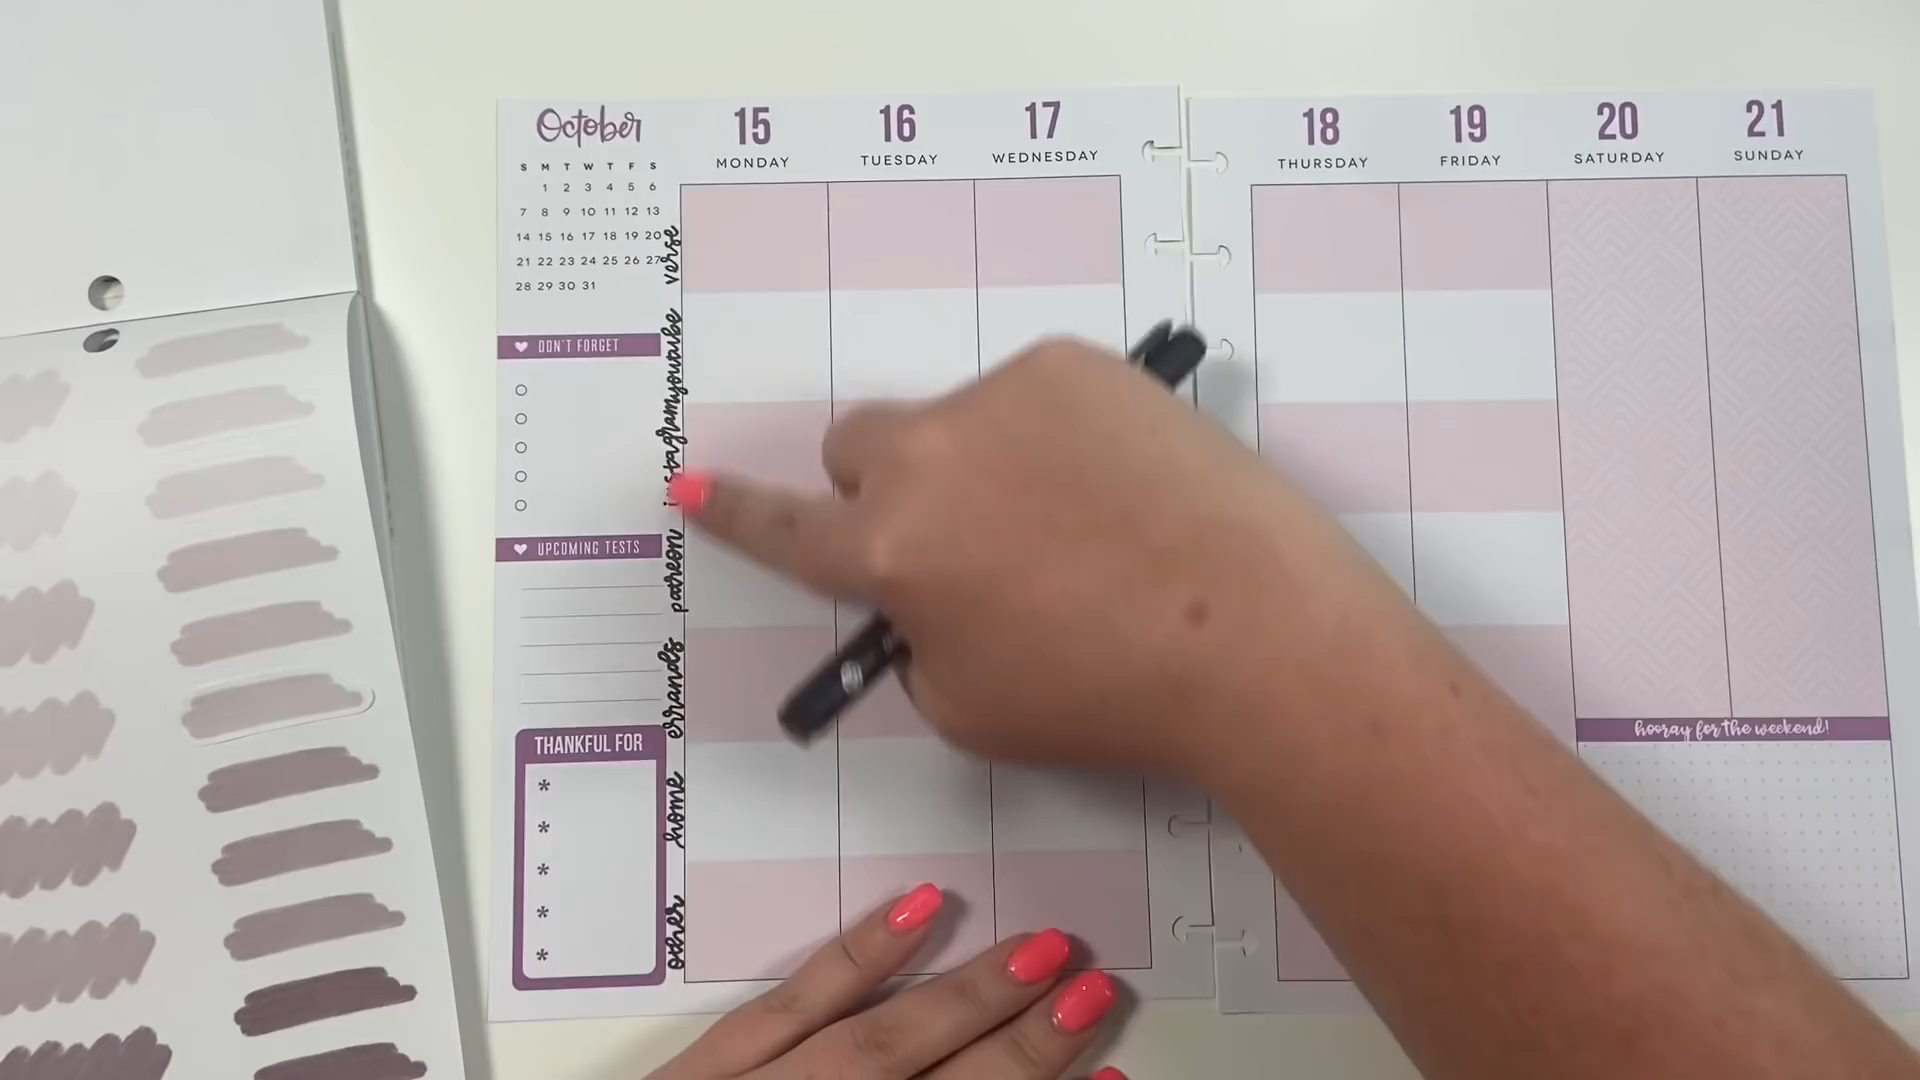 October
S M T W T F S
1 2 3 4 5 6
7 8 9 10 11 12 13
14 15 16 17 18 19 20
21 22 23 24 25 26 27
28 29 30 31
DON'T FORGET
UPCOMING TESTS
THANKFUL FOR
*
*
*
*
*
verse
youtube
instagram
patreon
errands
home
other
15
MONDAY
16
TUESDAY
17
WEDNESDAY
18
THURSDAY
19
FRIDAY
20
SATURDAY
21
SUNDAY
hooray for the weekend!